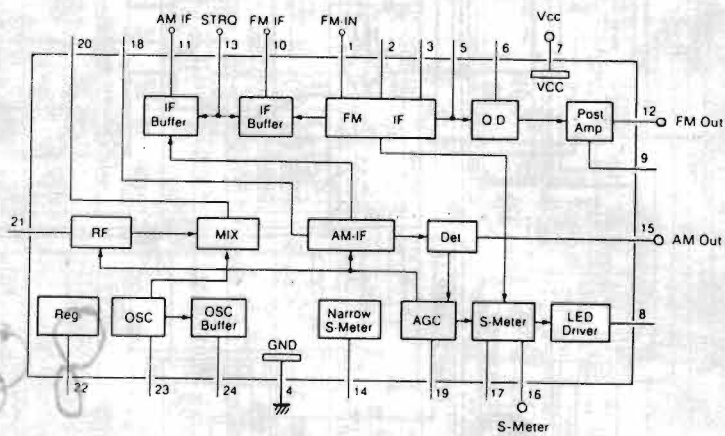 AM IF STRQ FM IF FM-IN Vcc
20 18 11 13 10 1 2 3 5 6 7
VCC
IF Buffer
IF Buffer
FM IF
Q D
Post Amp
12 FM Out
9
21
RF
MIX
AM-IF
Det
15 AM Out
Reg
OSC
OSC Buffer
GND
Narrow S-Meter
AGC
S-Meter
LED Driver
8
22 23 24 4 14 19 17 16
S-Meter